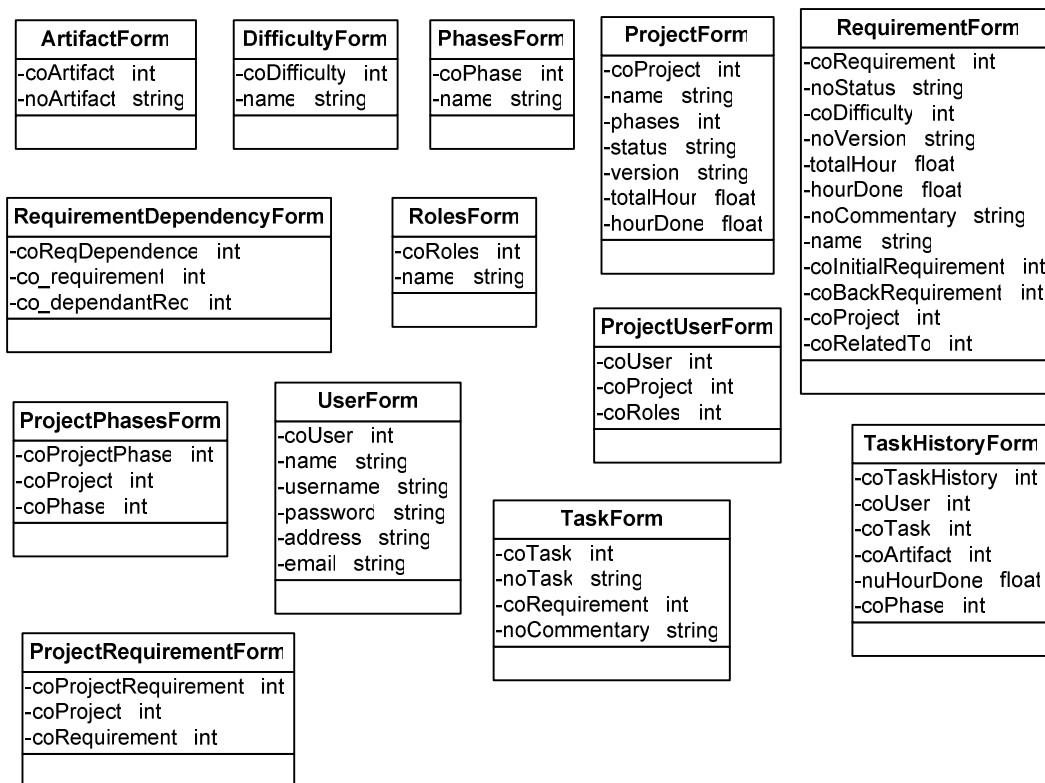 ArtifactForm
-coArtifact int
-noArtifact string
DifficultyForm
-coDifficulty int
-name string
PhasesForm
-coPhase int
-name string
ProjectForm
-coProject int
-name string
-phases int
-status string
-version string
-totalHour float
-hourDone float
RequirementForm
-coRequirement int
-noStatus string
-coDifficulty int
-noVersion string
-totalHour float
-hourDone float
-noCommentary string
-name string
-coInitialRequirement int
-coBackRequirement int
-coProject int
-coRelatedTo int
RequirementDependencyForm
-coReqDependence int
-co_requirement int
-co_dependantReq int
RolesForm
-coRoles int
-name string
ProjectUserForm
-coUser int
-coProject int
-coRoles int
ProjectPhasesForm
-coProjectPhase int
-coProject int
-coPhase int
UserForm
-coUser int
-name string
-username string
-password string
-address string
-email string
TaskForm
-coTask int
-noTask string
-coRequirement int
-noCommentary string
TaskHistoryForm
-coTaskHistory int
-coUser int
-coTask int
-coArtifact int
-nuHourDone float
-coPhase int
ProjectRequirementForm
-coProjectRequirement int
-coProject int
-coRequirement int